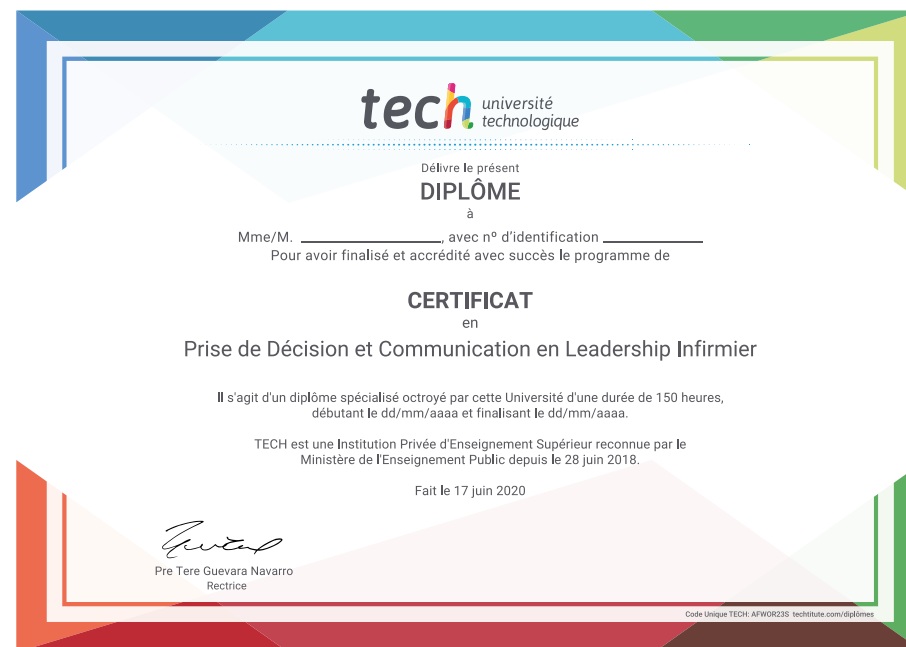 tech université
technologique
Délivre le présent
DIPLÔME
à
Mme/M. ____________________, avec nº d'identification ______________
Pour avoir finalisé et accrédité avec succès le programme de
CERTIFICAT
en
Prise de Décision et Communication en Leadership Infirmier
Il s'agit d'un diplôme spécialisé octroyé par cette Université d'une durée de 150 heures,
débutant le dd/mm/aaaa et finalisant le dd/mm/aaaa.
TECH est une Institution Privée d'Enseignement Supérieur reconnue par le
Ministère de l'Enseignement Public depuis le 28 juin 2018.
Fait le 17 juin 2020
Pre Tere Guevara Navarro
Rectrice
Code Unique TECH: AFWOR23S techtitute.com/diplômes